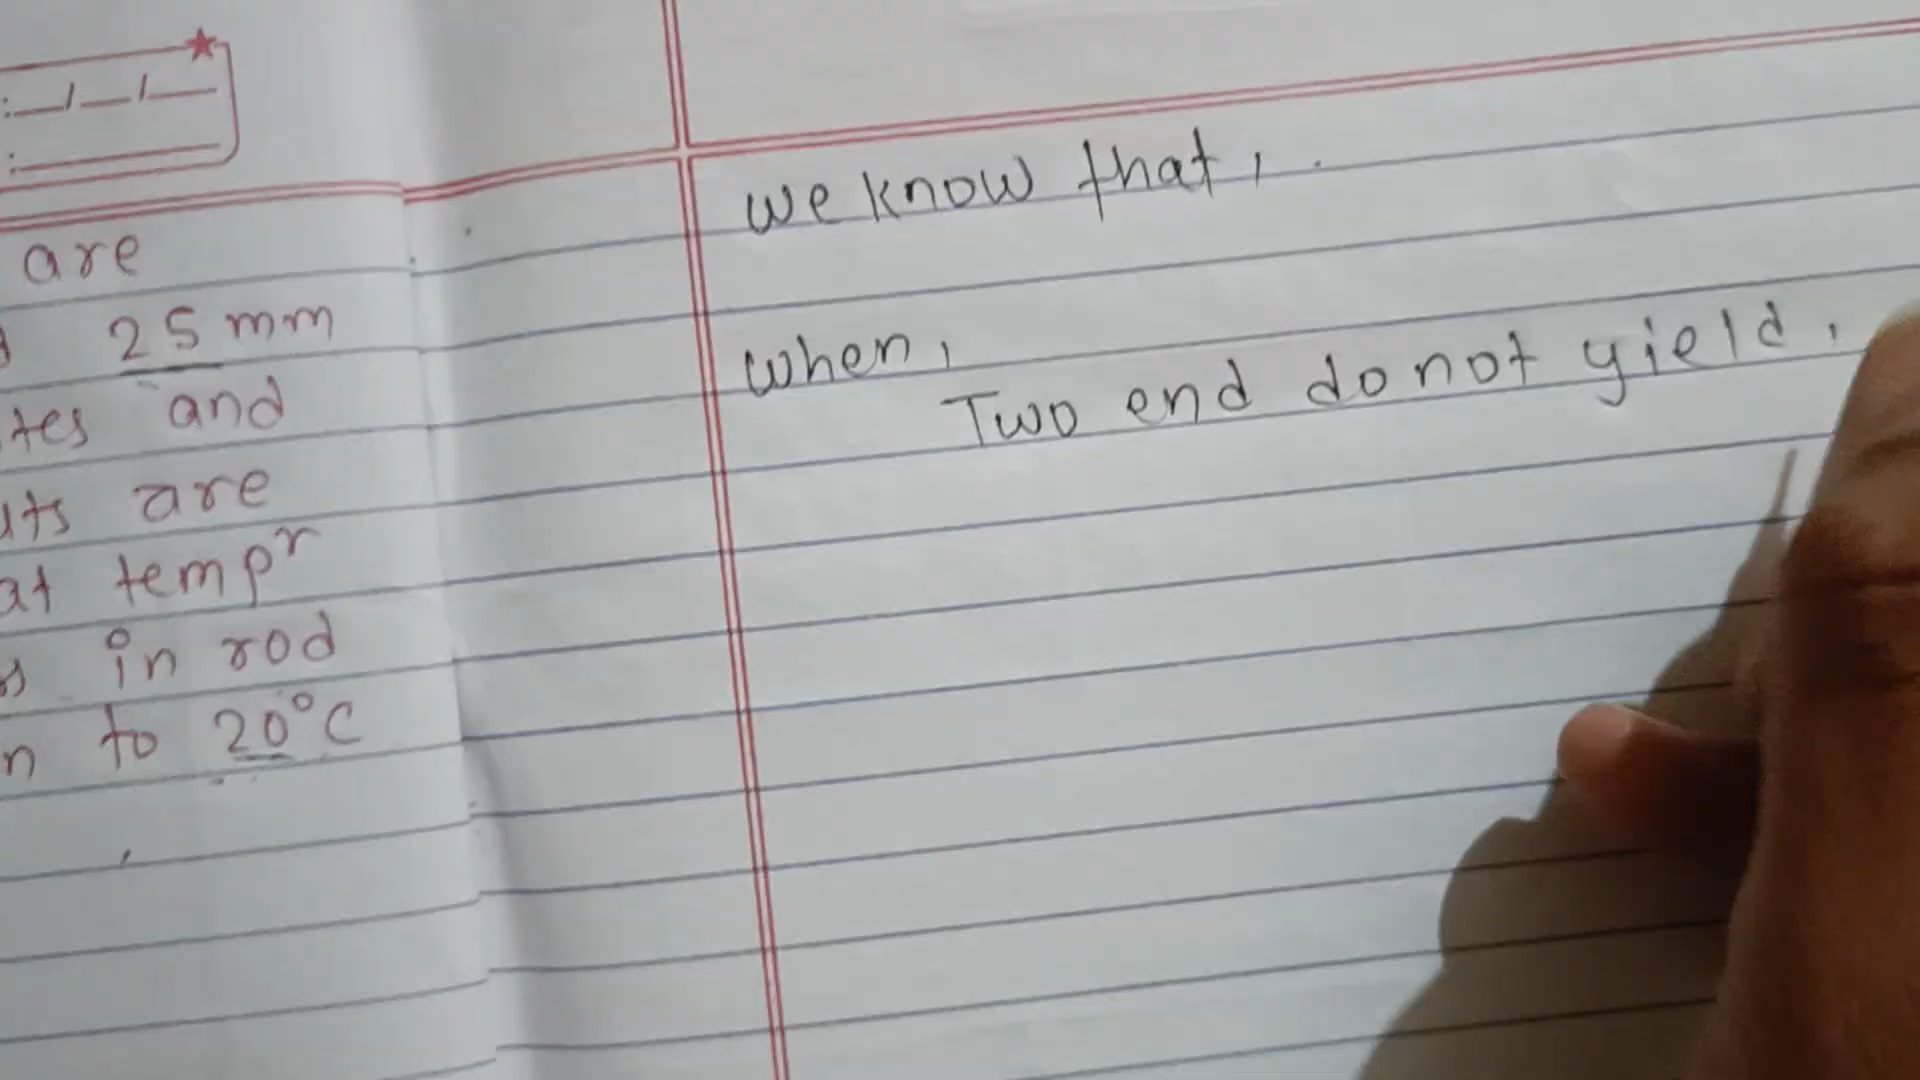 are
25 mm
and
are
temp^r
in rod
to 20°C
we know that,
when,
Two end do not yield,